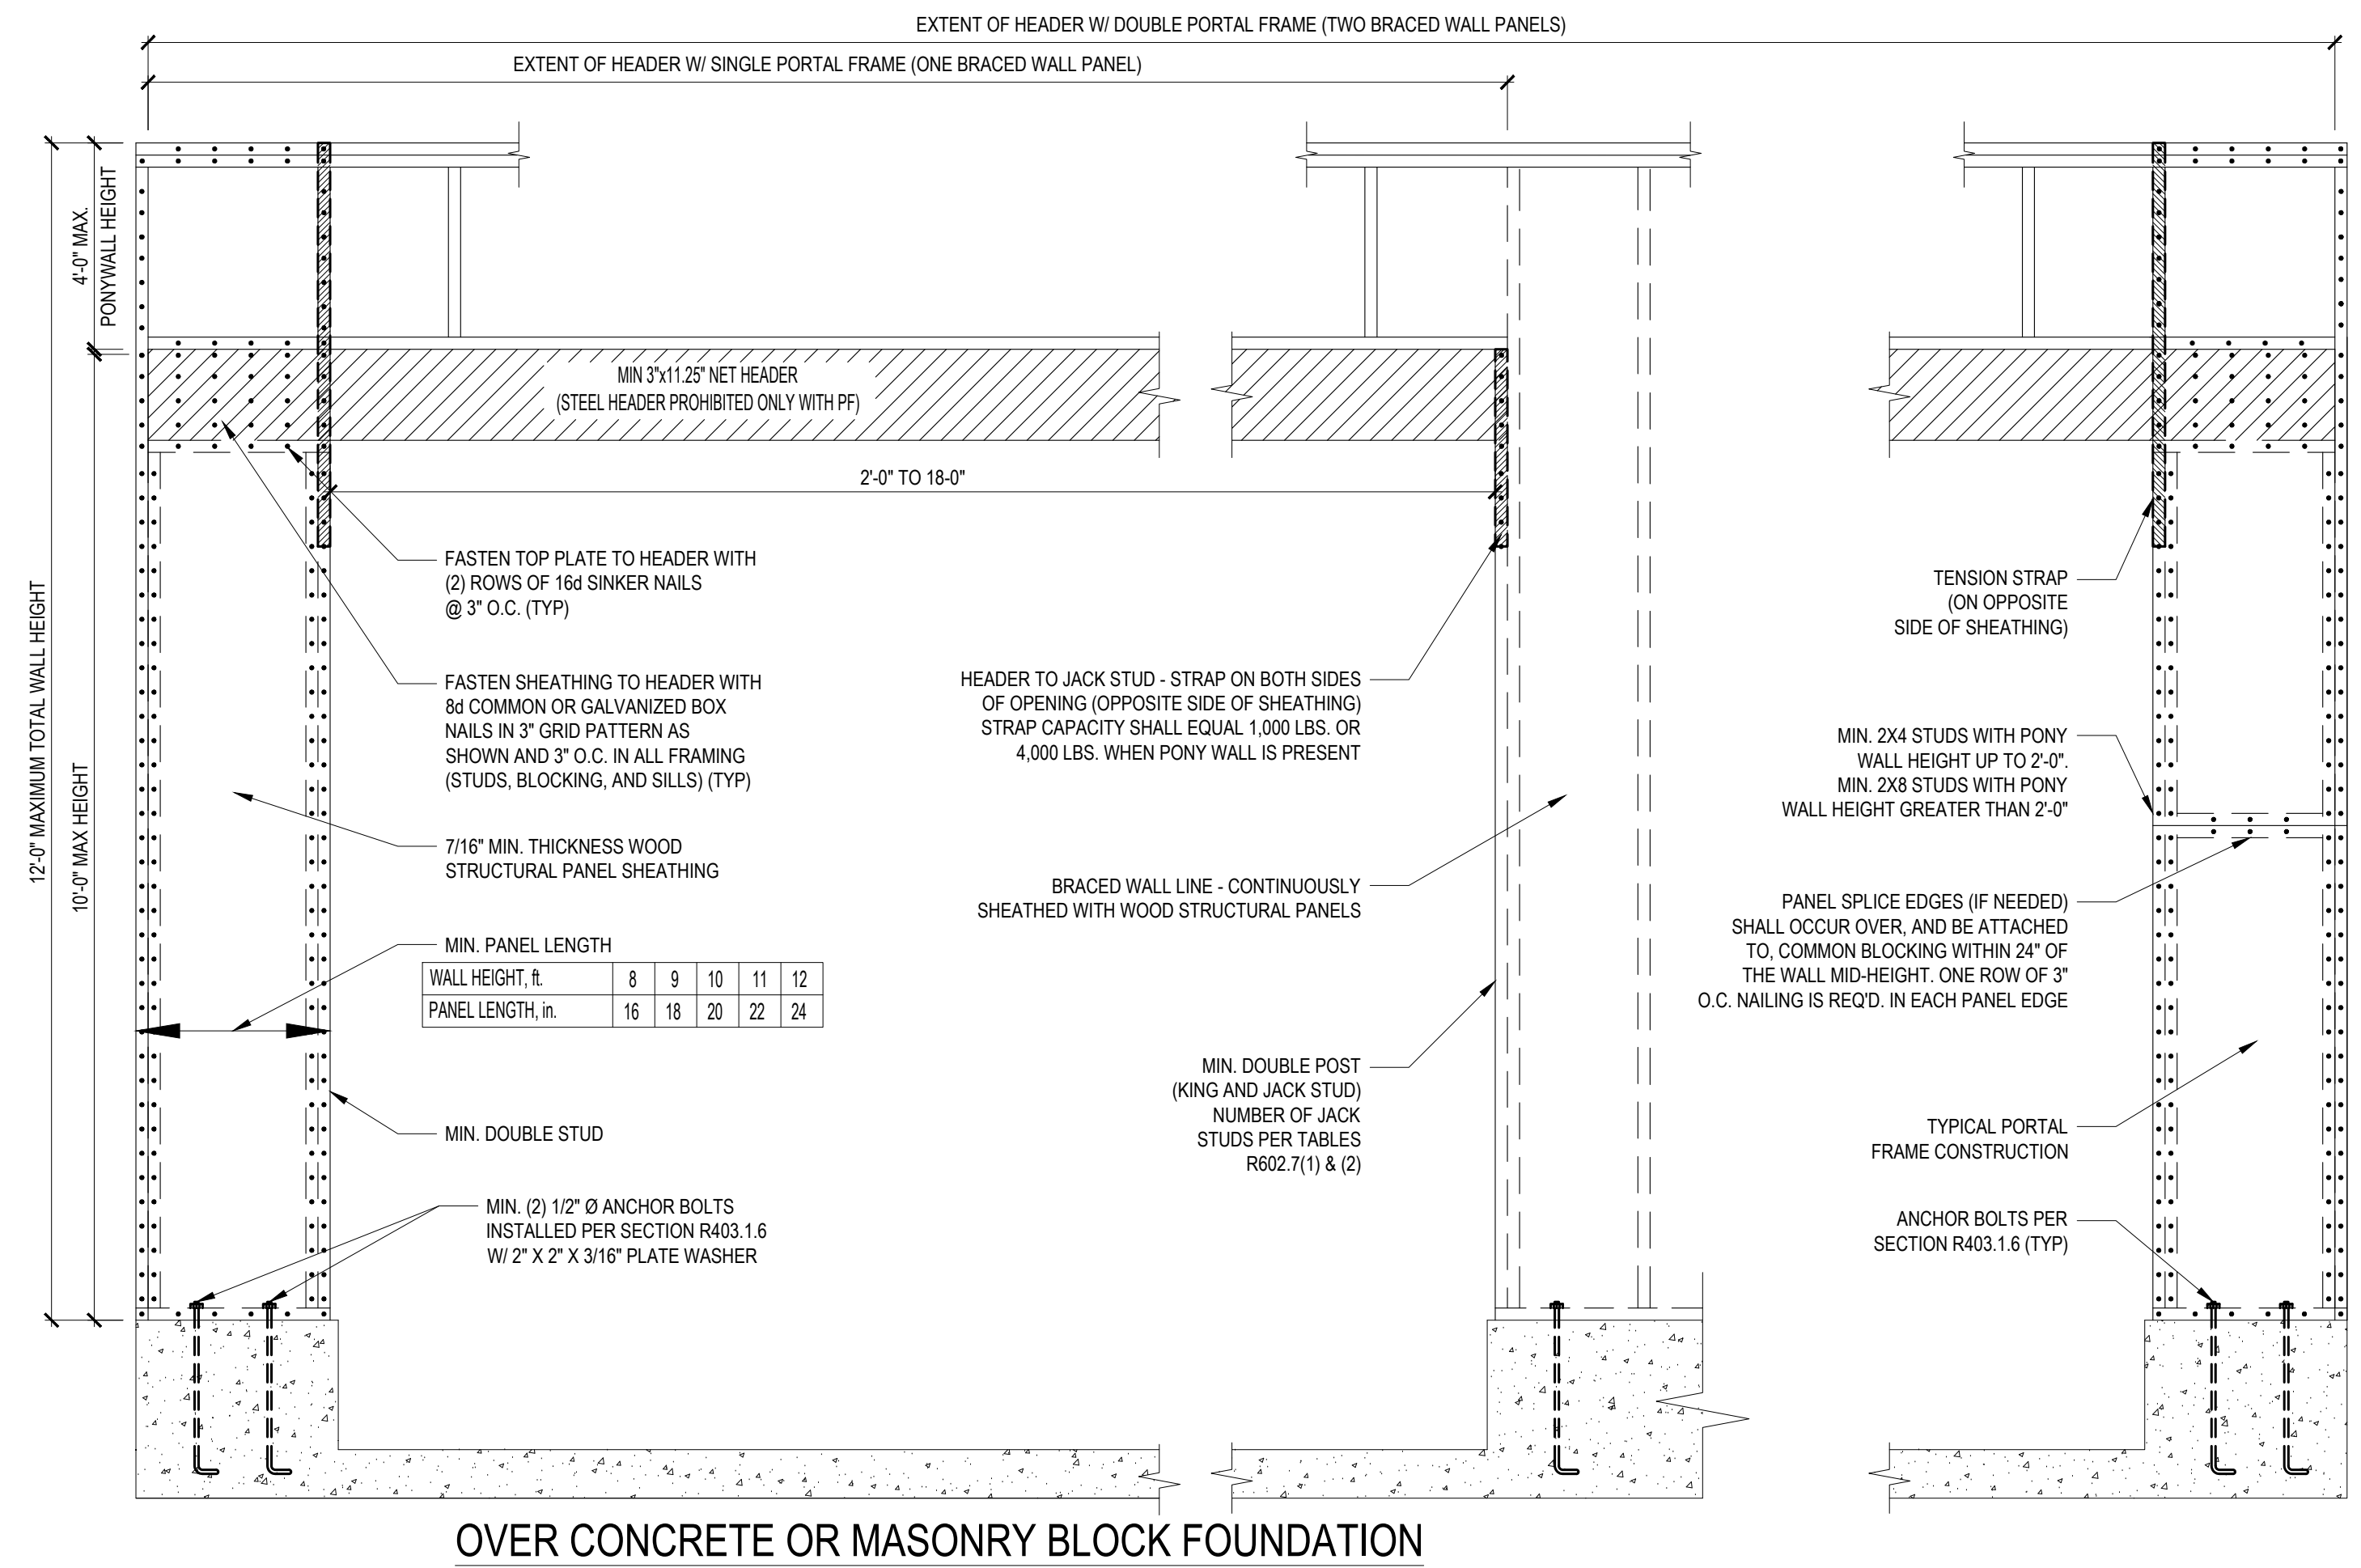 EXTENT OF HEADER W/ DOUBLE PORTAL FRAME (TWO BRACED WALL PANELS)
EXTENT OF HEADER W/ SINGLE PORTAL FRAME (ONE BRACED WALL PANEL)
4'-0" MAX.
PONYWALL HEIGHT
12'-0" MAXIMUM TOTAL WALL HEIGHT
10'-0" MAX HEIGHT
MIN 3"x11.25" NET HEADER
(STEEL HEADER PROHIBITED ONLY WITH PF)
2'-0" TO 18-0"
FASTEN TOP PLATE TO HEADER WITH
(2) ROWS OF 16d SINKER NAILS
@ 3" O.C. (TYP)
FASTEN SHEATHING TO HEADER WITH
8d COMMON OR GALVANIZED BOX
NAILS IN 3" GRID PATTERN AS
SHOWN AND 3" O.C. IN ALL FRAMING
(STUDS, BLOCKING, AND SILLS) (TYP)
7/16" MIN. THICKNESS WOOD
STRUCTURAL PANEL SHEATHING
MIN. PANEL LENGTH
WALL HEIGHT, ft. 8 9 10 11 12
PANEL LENGTH, in. 16 18 20 22 24
MIN. DOUBLE STUD
MIN. (2) 1/2" Ø ANCHOR BOLTS
INSTALLED PER SECTION R403.1.6
W/ 2" X 2" X 3/16" PLATE WASHER
HEADER TO JACK STUD - STRAP ON BOTH SIDES
OF OPENING (OPPOSITE SIDE OF SHEATHING)
STRAP CAPACITY SHALL EQUAL 1,000 LBS. OR
4,000 LBS. WHEN PONY WALL IS PRESENT
BRACED WALL LINE - CONTINUOUSLY
SHEATHED WITH WOOD STRUCTURAL PANELS
MIN. DOUBLE POST
(KING AND JACK STUD)
NUMBER OF JACK
STUDS PER TABLES
R602.7(1) & (2)
TENSION STRAP
(ON OPPOSITE
SIDE OF SHEATHING)
MIN. 2X4 STUDS WITH PONY
WALL HEIGHT UP TO 2'-0".
MIN. 2X8 STUDS WITH PONY
WALL HEIGHT GREATER THAN 2'-0"
PANEL SPLICE EDGES (IF NEEDED)
SHALL OCCUR OVER, AND BE ATTACHED
TO, COMMON BLOCKING WITHIN 24" OF
THE WALL MID-HEIGHT. ONE ROW OF 3"
O.C. NAILING IS REQ'D. IN EACH PANEL EDGE
TYPICAL PORTAL
FRAME CONSTRUCTION
ANCHOR BOLTS PER
SECTION R403.1.6 (TYP)
OVER CONCRETE OR MASONRY BLOCK FOUNDATION